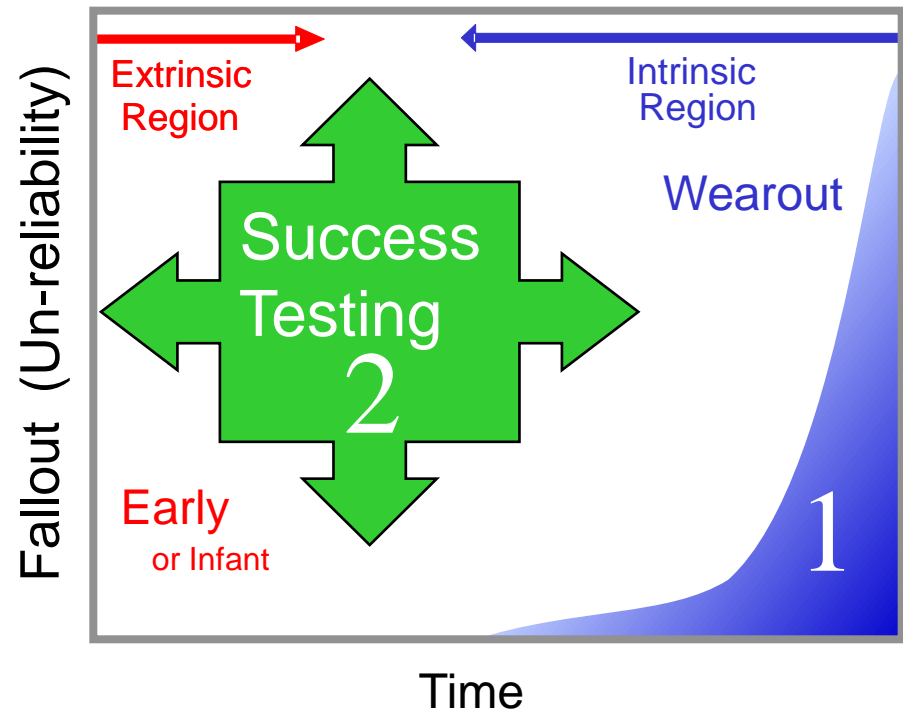 Fallout (Un-reliability)
Extrinsic
Region
Intrinsic
Region
Wearout
Success
Testing
2
Early
or Infant
1
Time